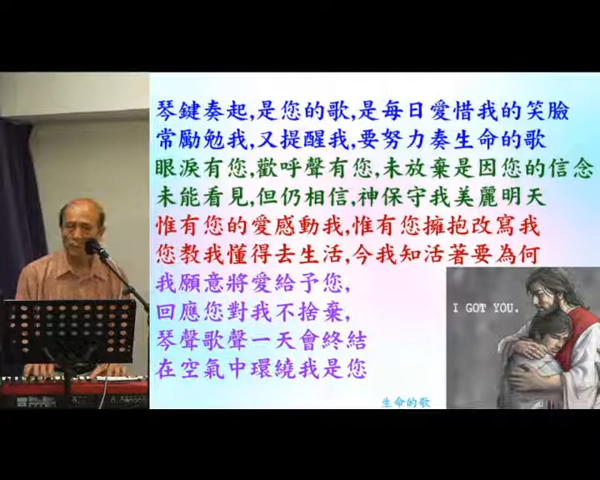 琴鍵奏起,是您的歌,是每日愛惜我的笑臉
常勵勉我,又提醒我,要努力奏生命的歌
眼淚有您,歡呼聲有您,未放棄是因您的信念
未能看見,但仍相信,神保守我美麗明天
惟有您的愛感動我,惟有您擁抱改寫我
您教我懂得去生活,令我知活著要為何
我願意將愛給予您,
回應您對我不捨棄,
琴聲歌聲一天會終結
在空氣中環繞我是您
I GOT YOU.
生命的歌